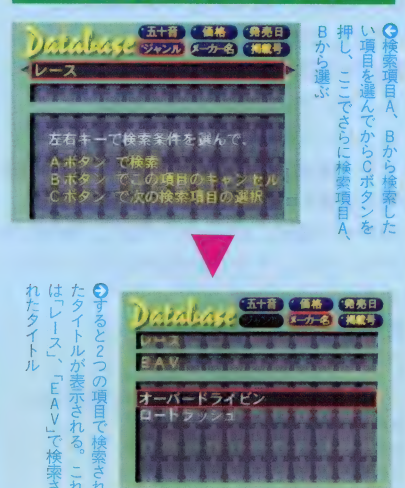 検索項目A、Bから検索した
い項目を選んでからCボタンを
押し、ここでさらに検索項目A、
Bから選ぶ
Database
五十音 価格 発売日
ジャンル メーカー名 掲載号
レース
左右キーで検索条件を選んで、
Aボタン で検索
Bボタン でこの項目のキャンセル
Cボタン で次の検索項目の選択
すると2つの項目で検索され
たタイトルが表示される。これ
は「レース」、「EAV」で検索さ
れたタイトル
Database
五十音 価格 発売日
メーカー名 掲載号
レース
EAV
オーバードライビン
ロードラッシュ